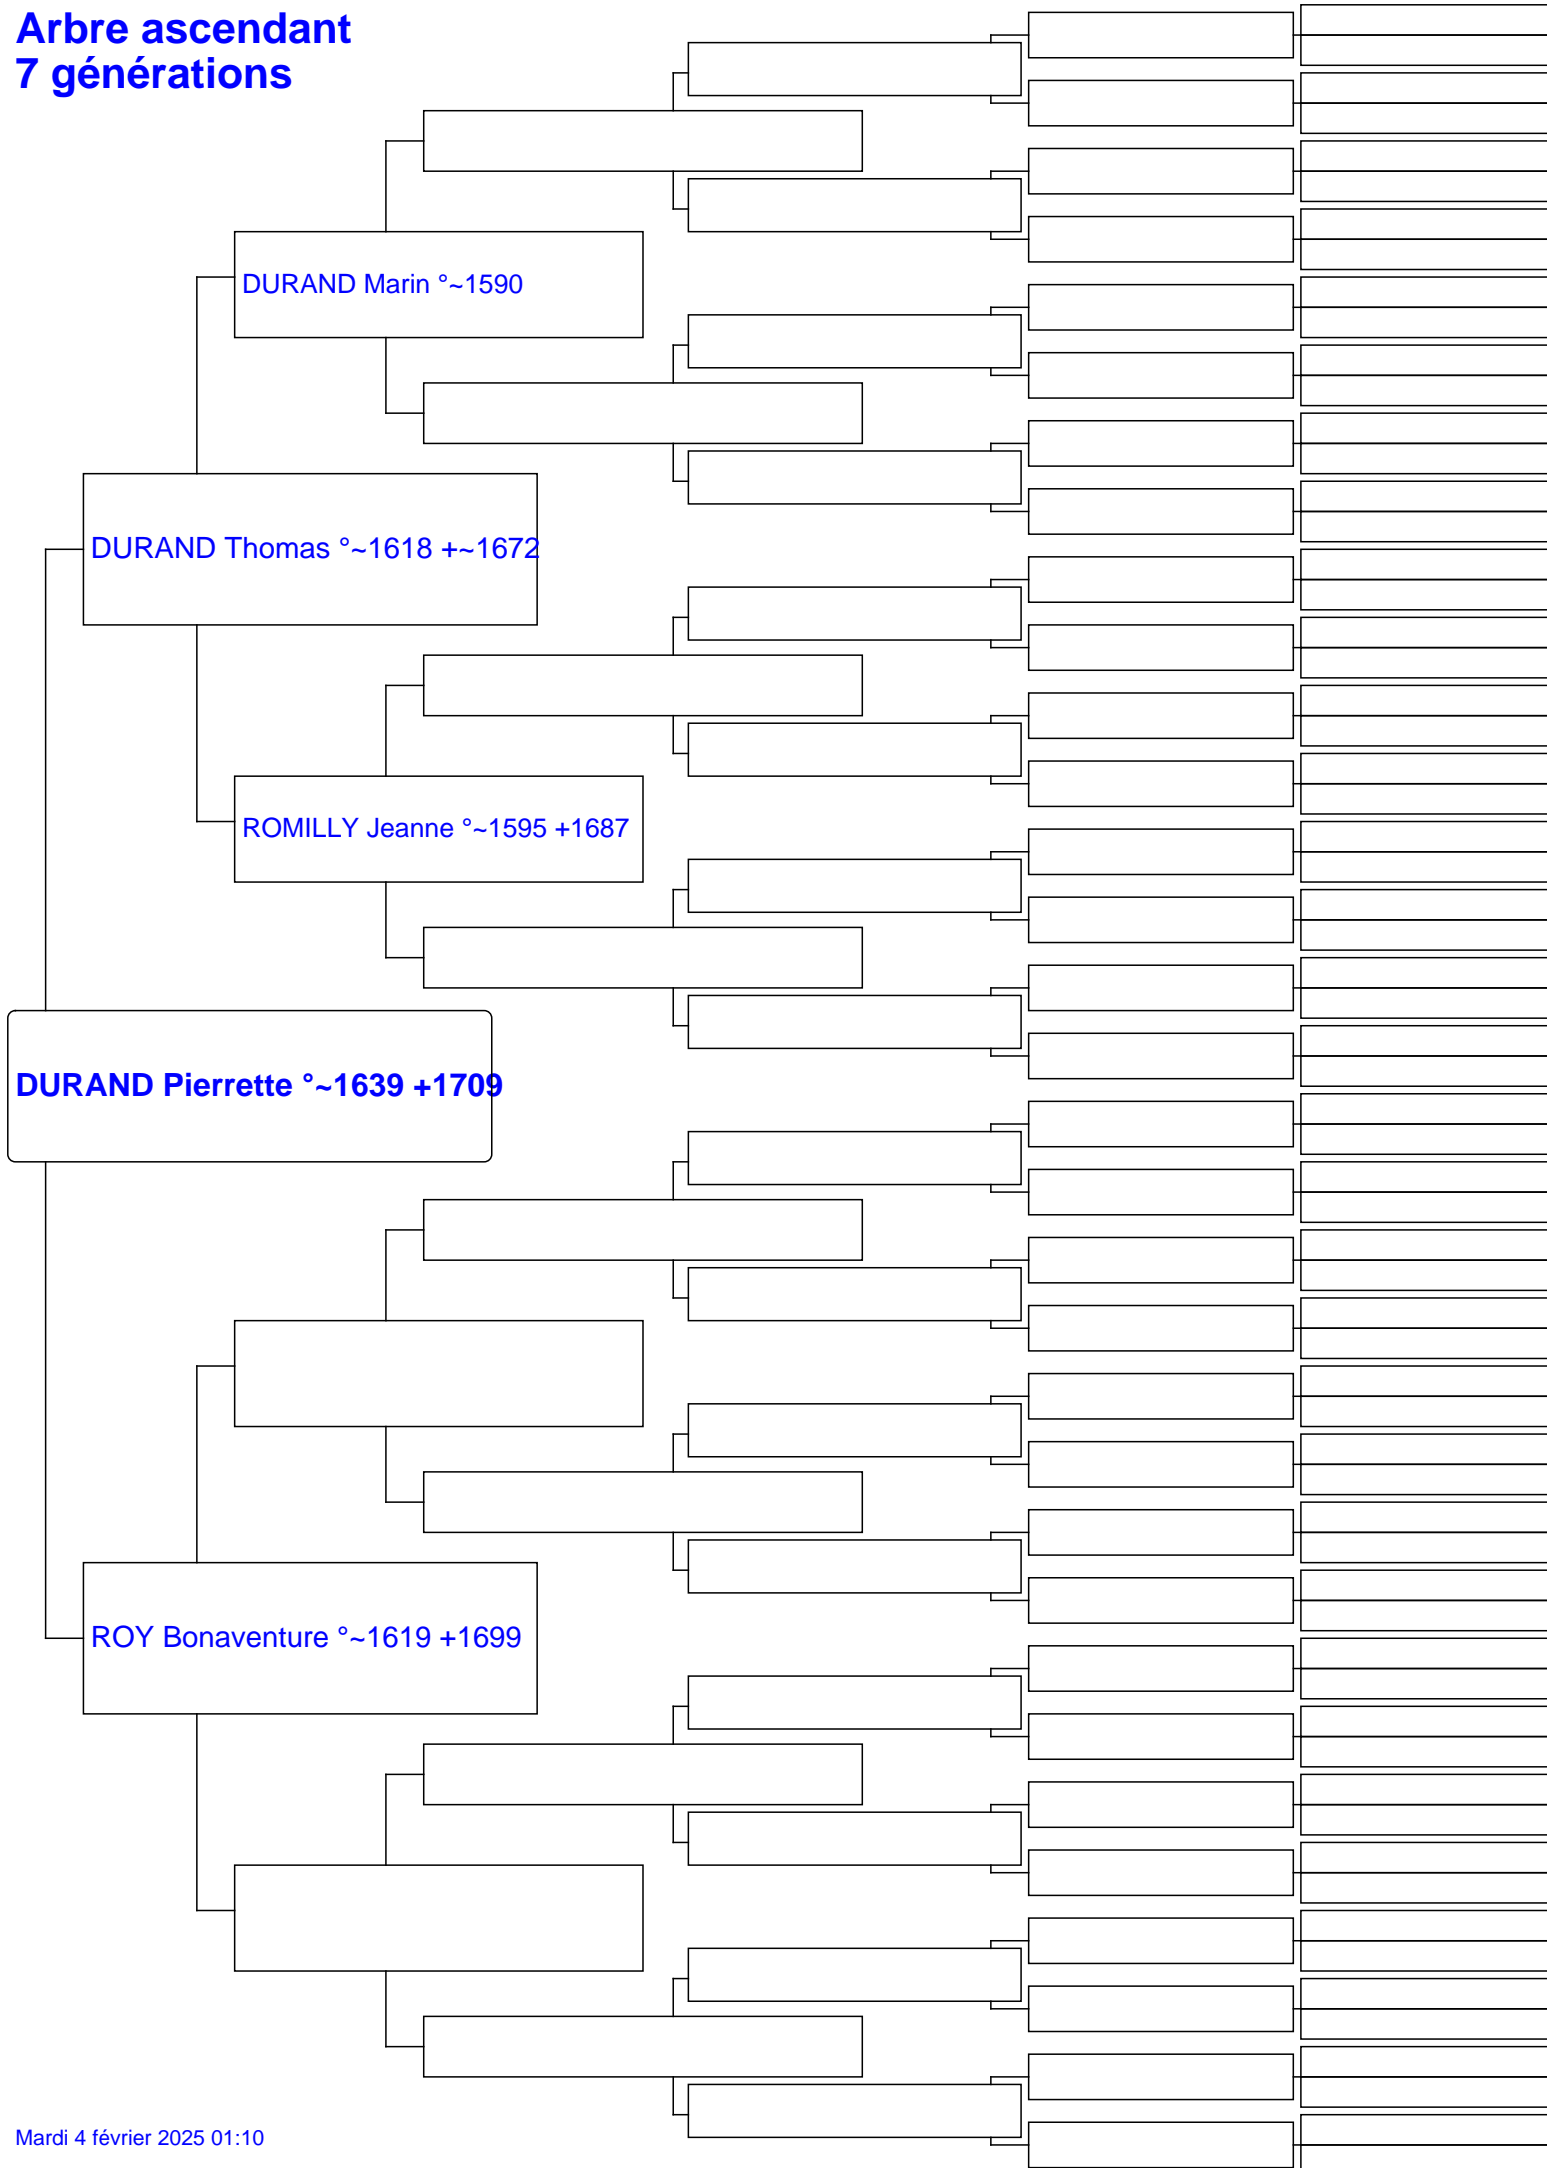 Arbre ascendant
7 générations
DURAND Marin °~1590
DURAND Thomas °~1618 +~1672
ROMILLY Jeanne °~1595 +1687
DURAND Pierrette °~1639 +1709
ROY Bonaventure °~1619 +1699
Mardi 4 février 2025 01:10